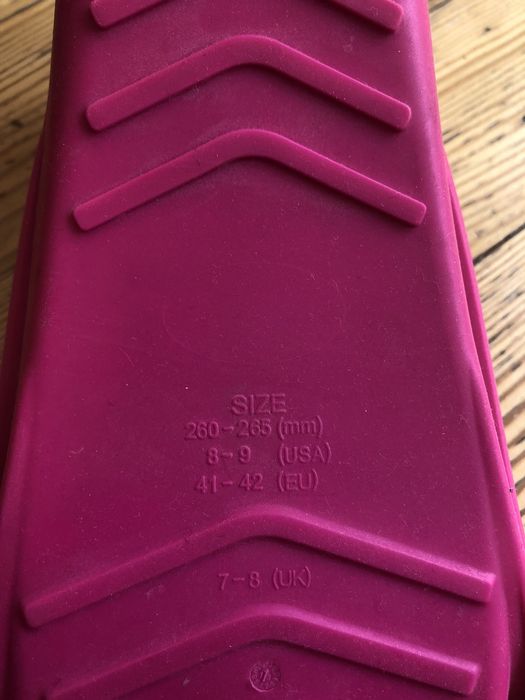 SIZE
260-265 (mm)
8-9 (USA)
41-42 (EU)
7-8 (UK)